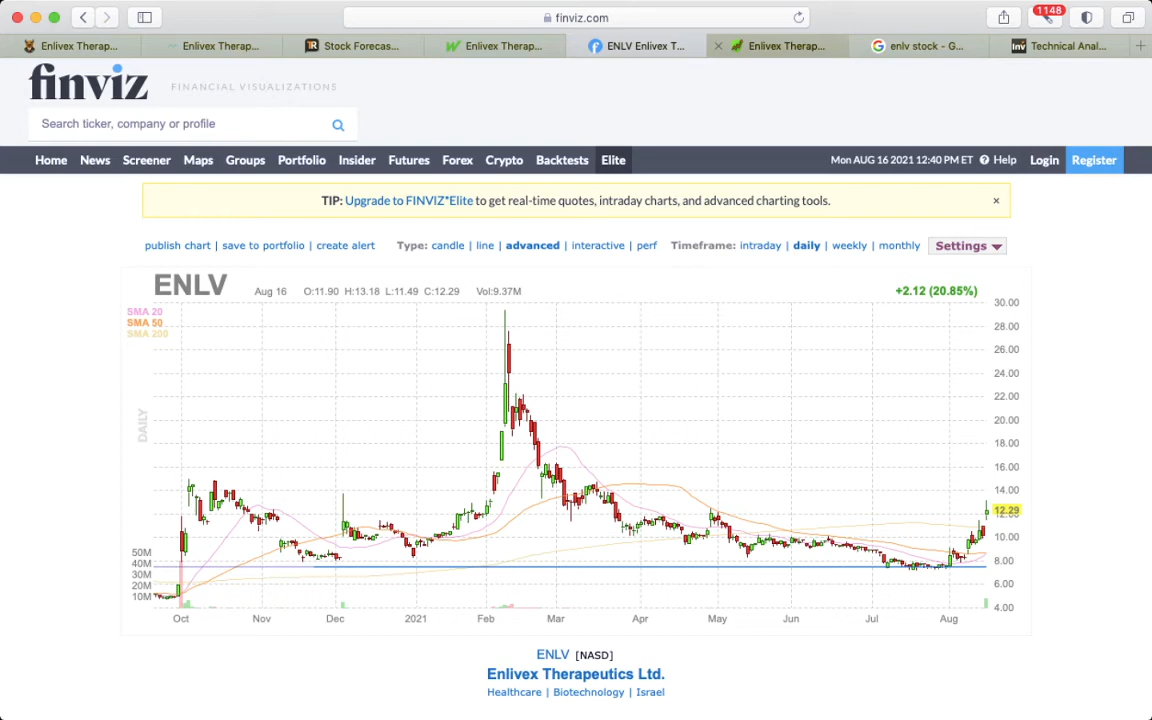 finviz.com
1148
Enlivex Therap...
Enlivex Therap...
Stock Forecas...
Enlivex Therap...
ENLV Enlivex T...
Enlivex Therap...
enlv stock - G...
Technical Anal...
finviz FINANCIAL VISUALIZATIONS
Search ticker, company or profile
Home News Screener Maps Groups Portfolio Insider Futures Forex Crypto Backtests Elite Mon AUG 16 2021 12:40 PM ET Help Login Register
TIP: Upgrade to FINVIZ*Elite to get real-time quotes, intraday charts, and advanced charting tools. ×
publish chart | save to portfolio | create alert Type: candle | line | advanced | interactive | perf Timeframe: intraday | daily | weekly | monthly Settings
ENLV Aug 16 O:11.90 H:13.18 L:11.49 C:12.29 Vol:9.37M +2.12 (20.85%)
SMA 20
SMA 50
SMA 200
DAILY
30.00
28.00
26.00
24.00
22.00
20.00
18.00
16.00
14.00
12.29
12.00
10.00
8.00
6.00
4.00
50M
40M
30M
20M
10M
Oct Nov Dec 2021 Feb Mar Apr May Jun Jul Aug
ENLV [NASD]
Enlivex Therapeutics Ltd.
Healthcare | Biotechnology | Israel